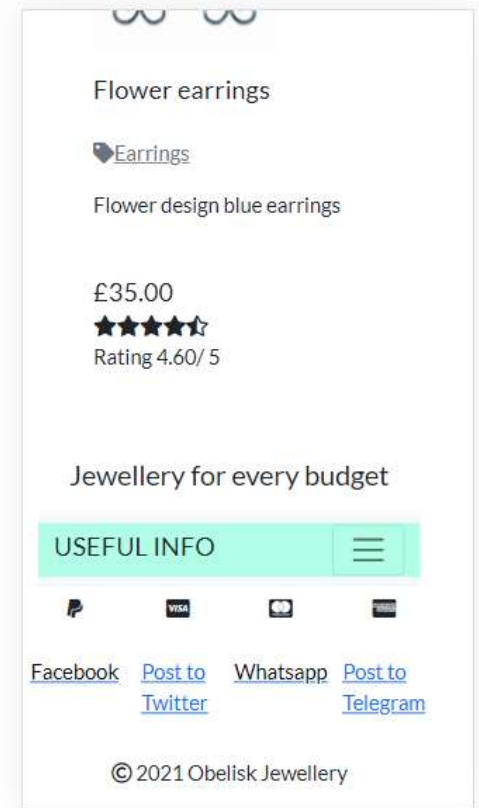 Flower earrings
Earrings
Flower design blue earrings
£35.00
Rating 4.60/ 5
Jewellery for every budget
USEFUL INFO
VISA
Facebook Post to Whatsapp Post to
Twitter Telegram
© 2021 Obelisk Jewellery